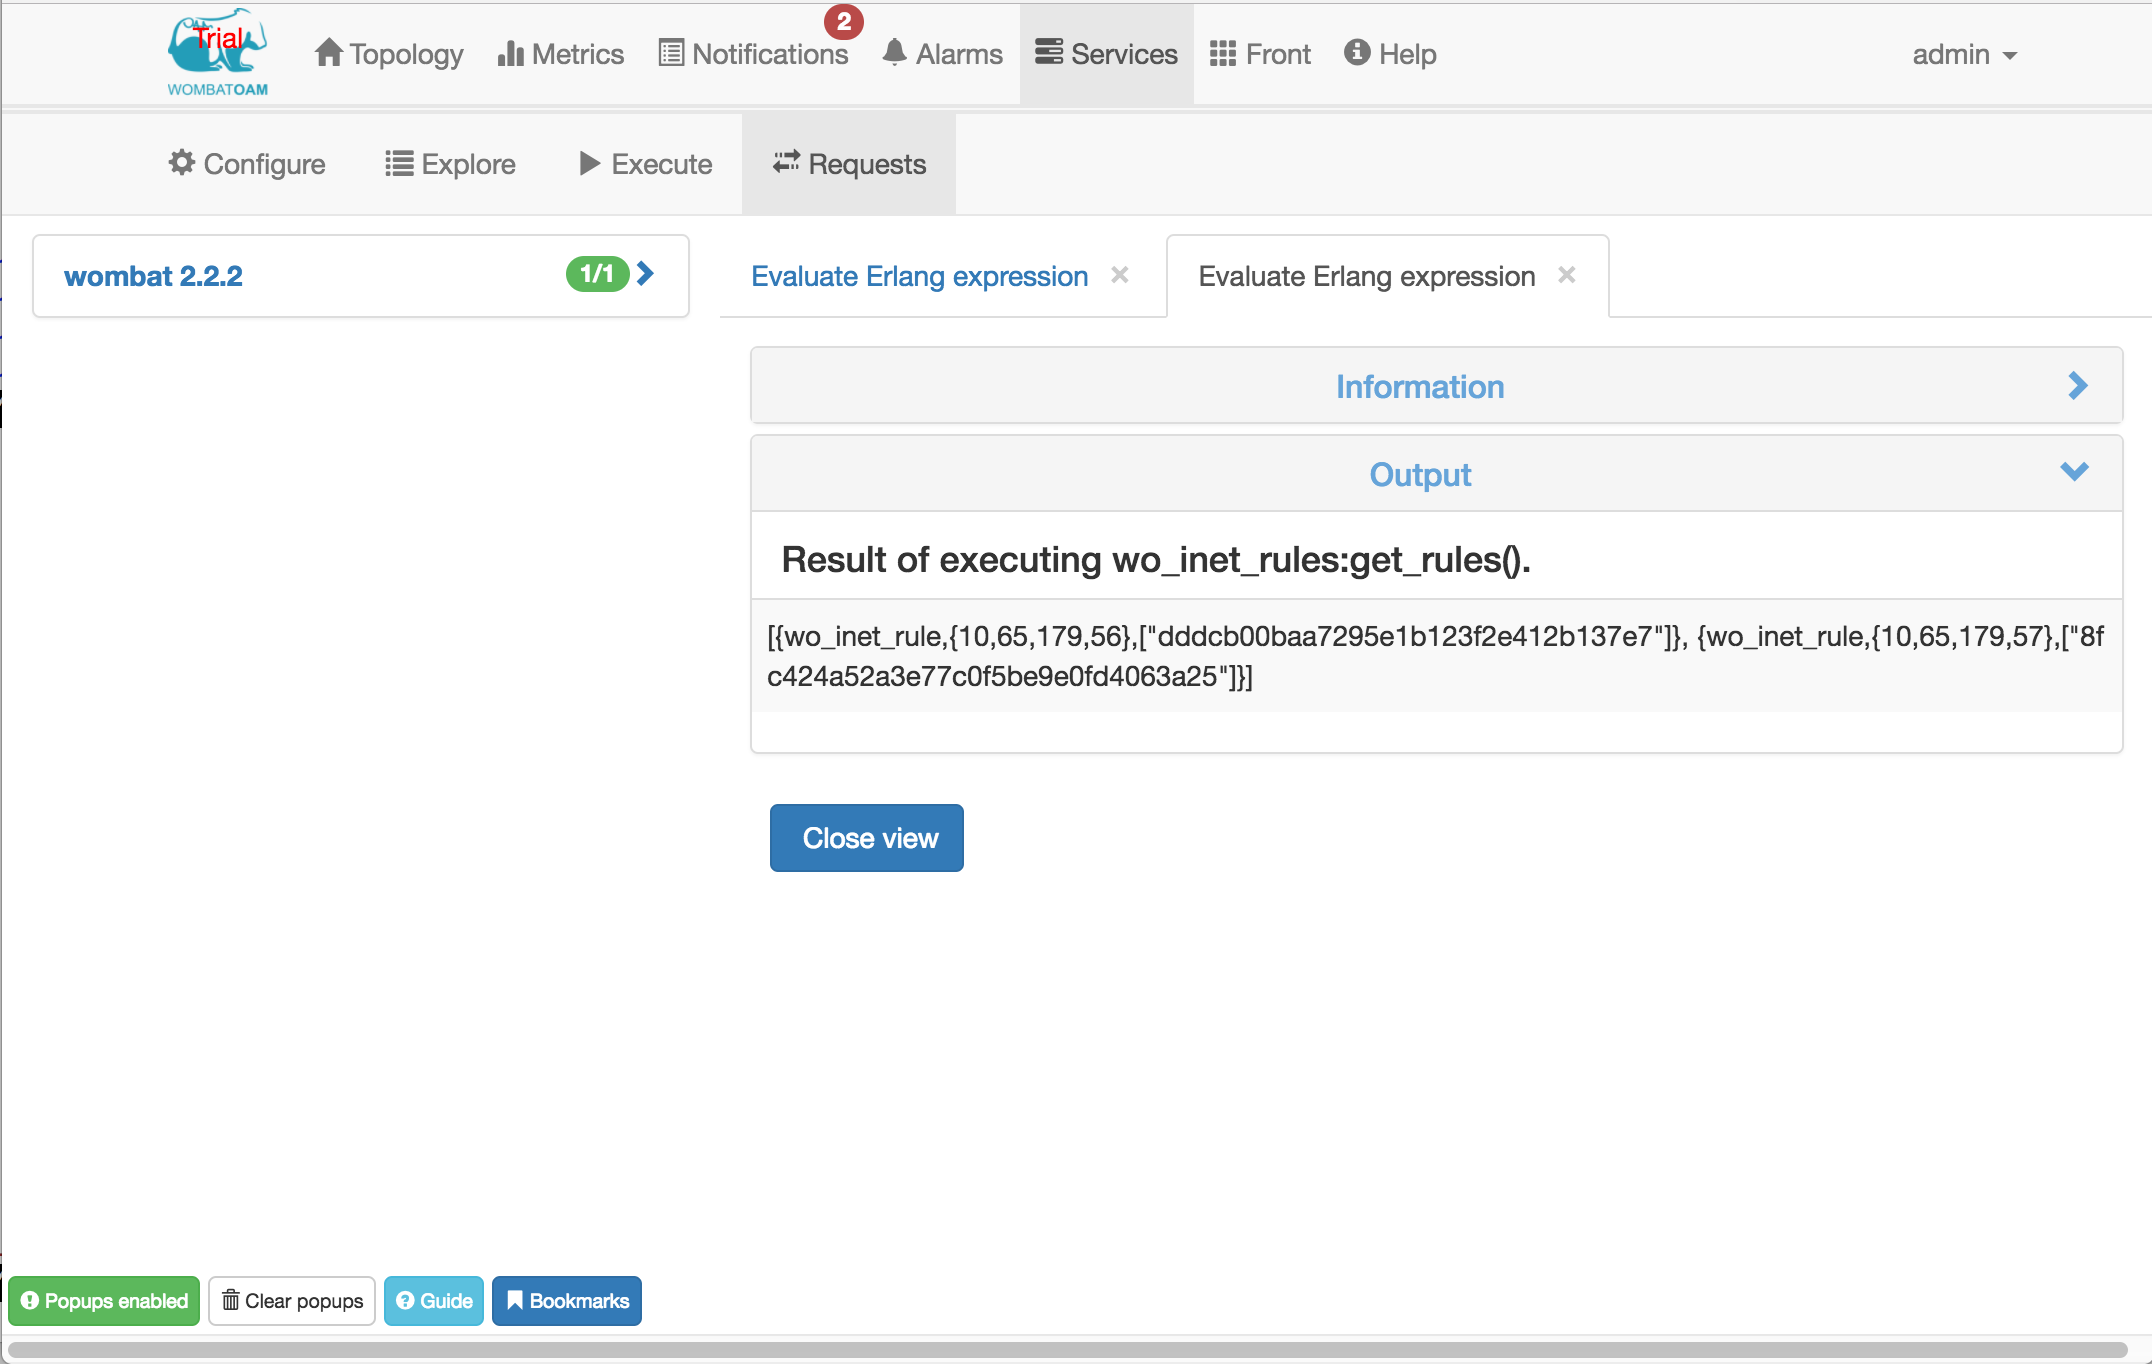 Trial
WOMBATOAM
Topology Metrics Notifications 2 Alarms Services Front Help admin
Configure Explore Execute Requests
wombat 2.2.2 1/1
Evaluate Erlang expression × Evaluate Erlang expression ×
Information
Output
Result of executing wo_inet_rules:get_rules().
[{wo_inet_rule,{10,65,179,56},["dddcb00baa7295e1b123f2e412b137e7"]}, {wo_inet_rule,{10,65,179,57},["8f
c424a52a3e77c0f5be9e0fd4063a25"]}]
Close view
Popups enabled Clear popups Guide Bookmarks